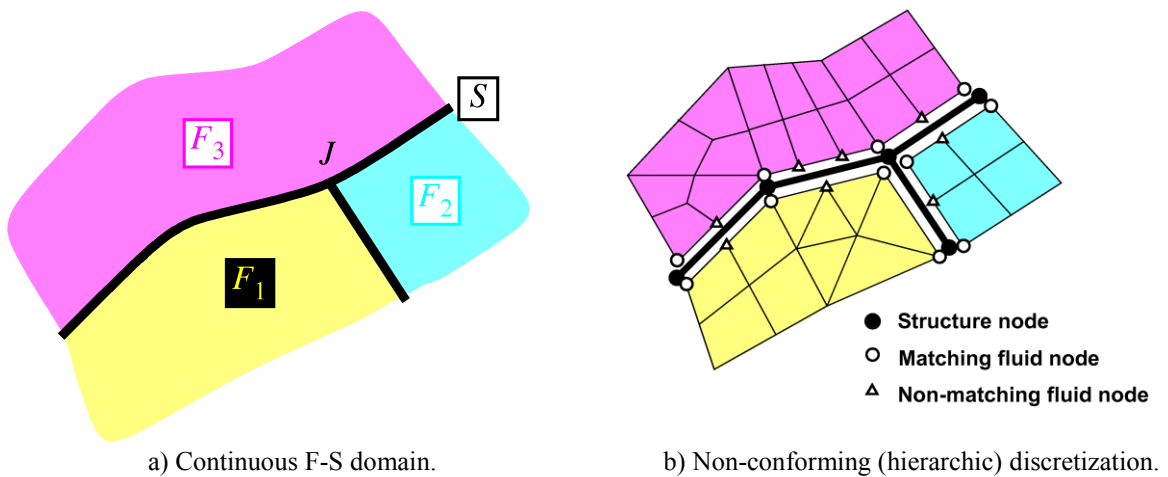 S
F3
J
F2
F1
Structure node
Matching fluid node
Non-matching fluid node
a) Continuous F-S domain.
b) Non-conforming (hierarchic) discretization.